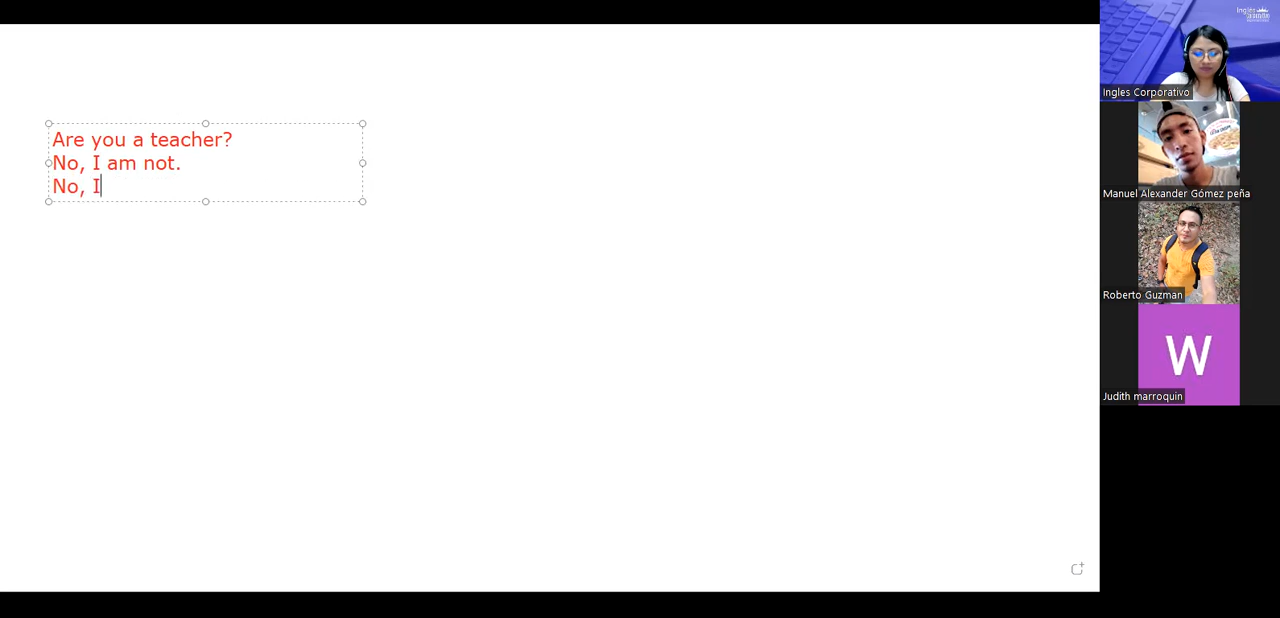 Are you a teacher?
No, I am not.
No, I
Ingles Corporativo
Manuel Alexander Gómez peña
Roberto Guzman
W
Judith marroquin